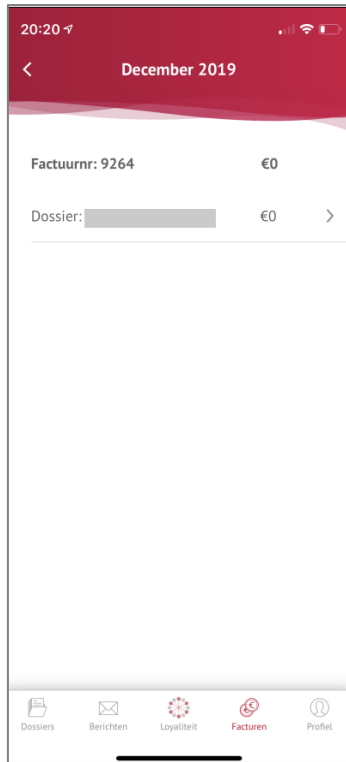 20:20
December 2019
Factuurnr: 9264 €0
Dossier: €0
Dossiers Berichten Loyaliteit Facturen Profiel